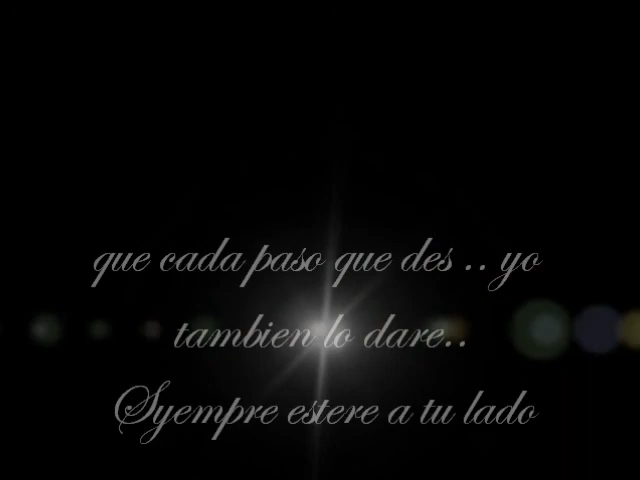 que cada paso que des .. yo
tambien lo dare..
Syempre estere a tu lado